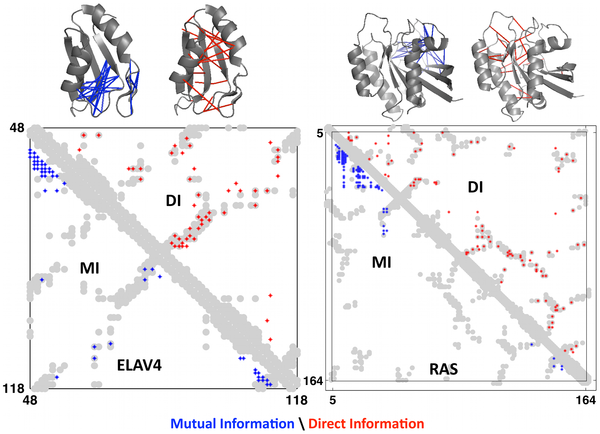 48
DI
MI
ELAV4
118
48
118
5
DI
MI
RAS
164
5
164
Mutual Information \ Direct Information